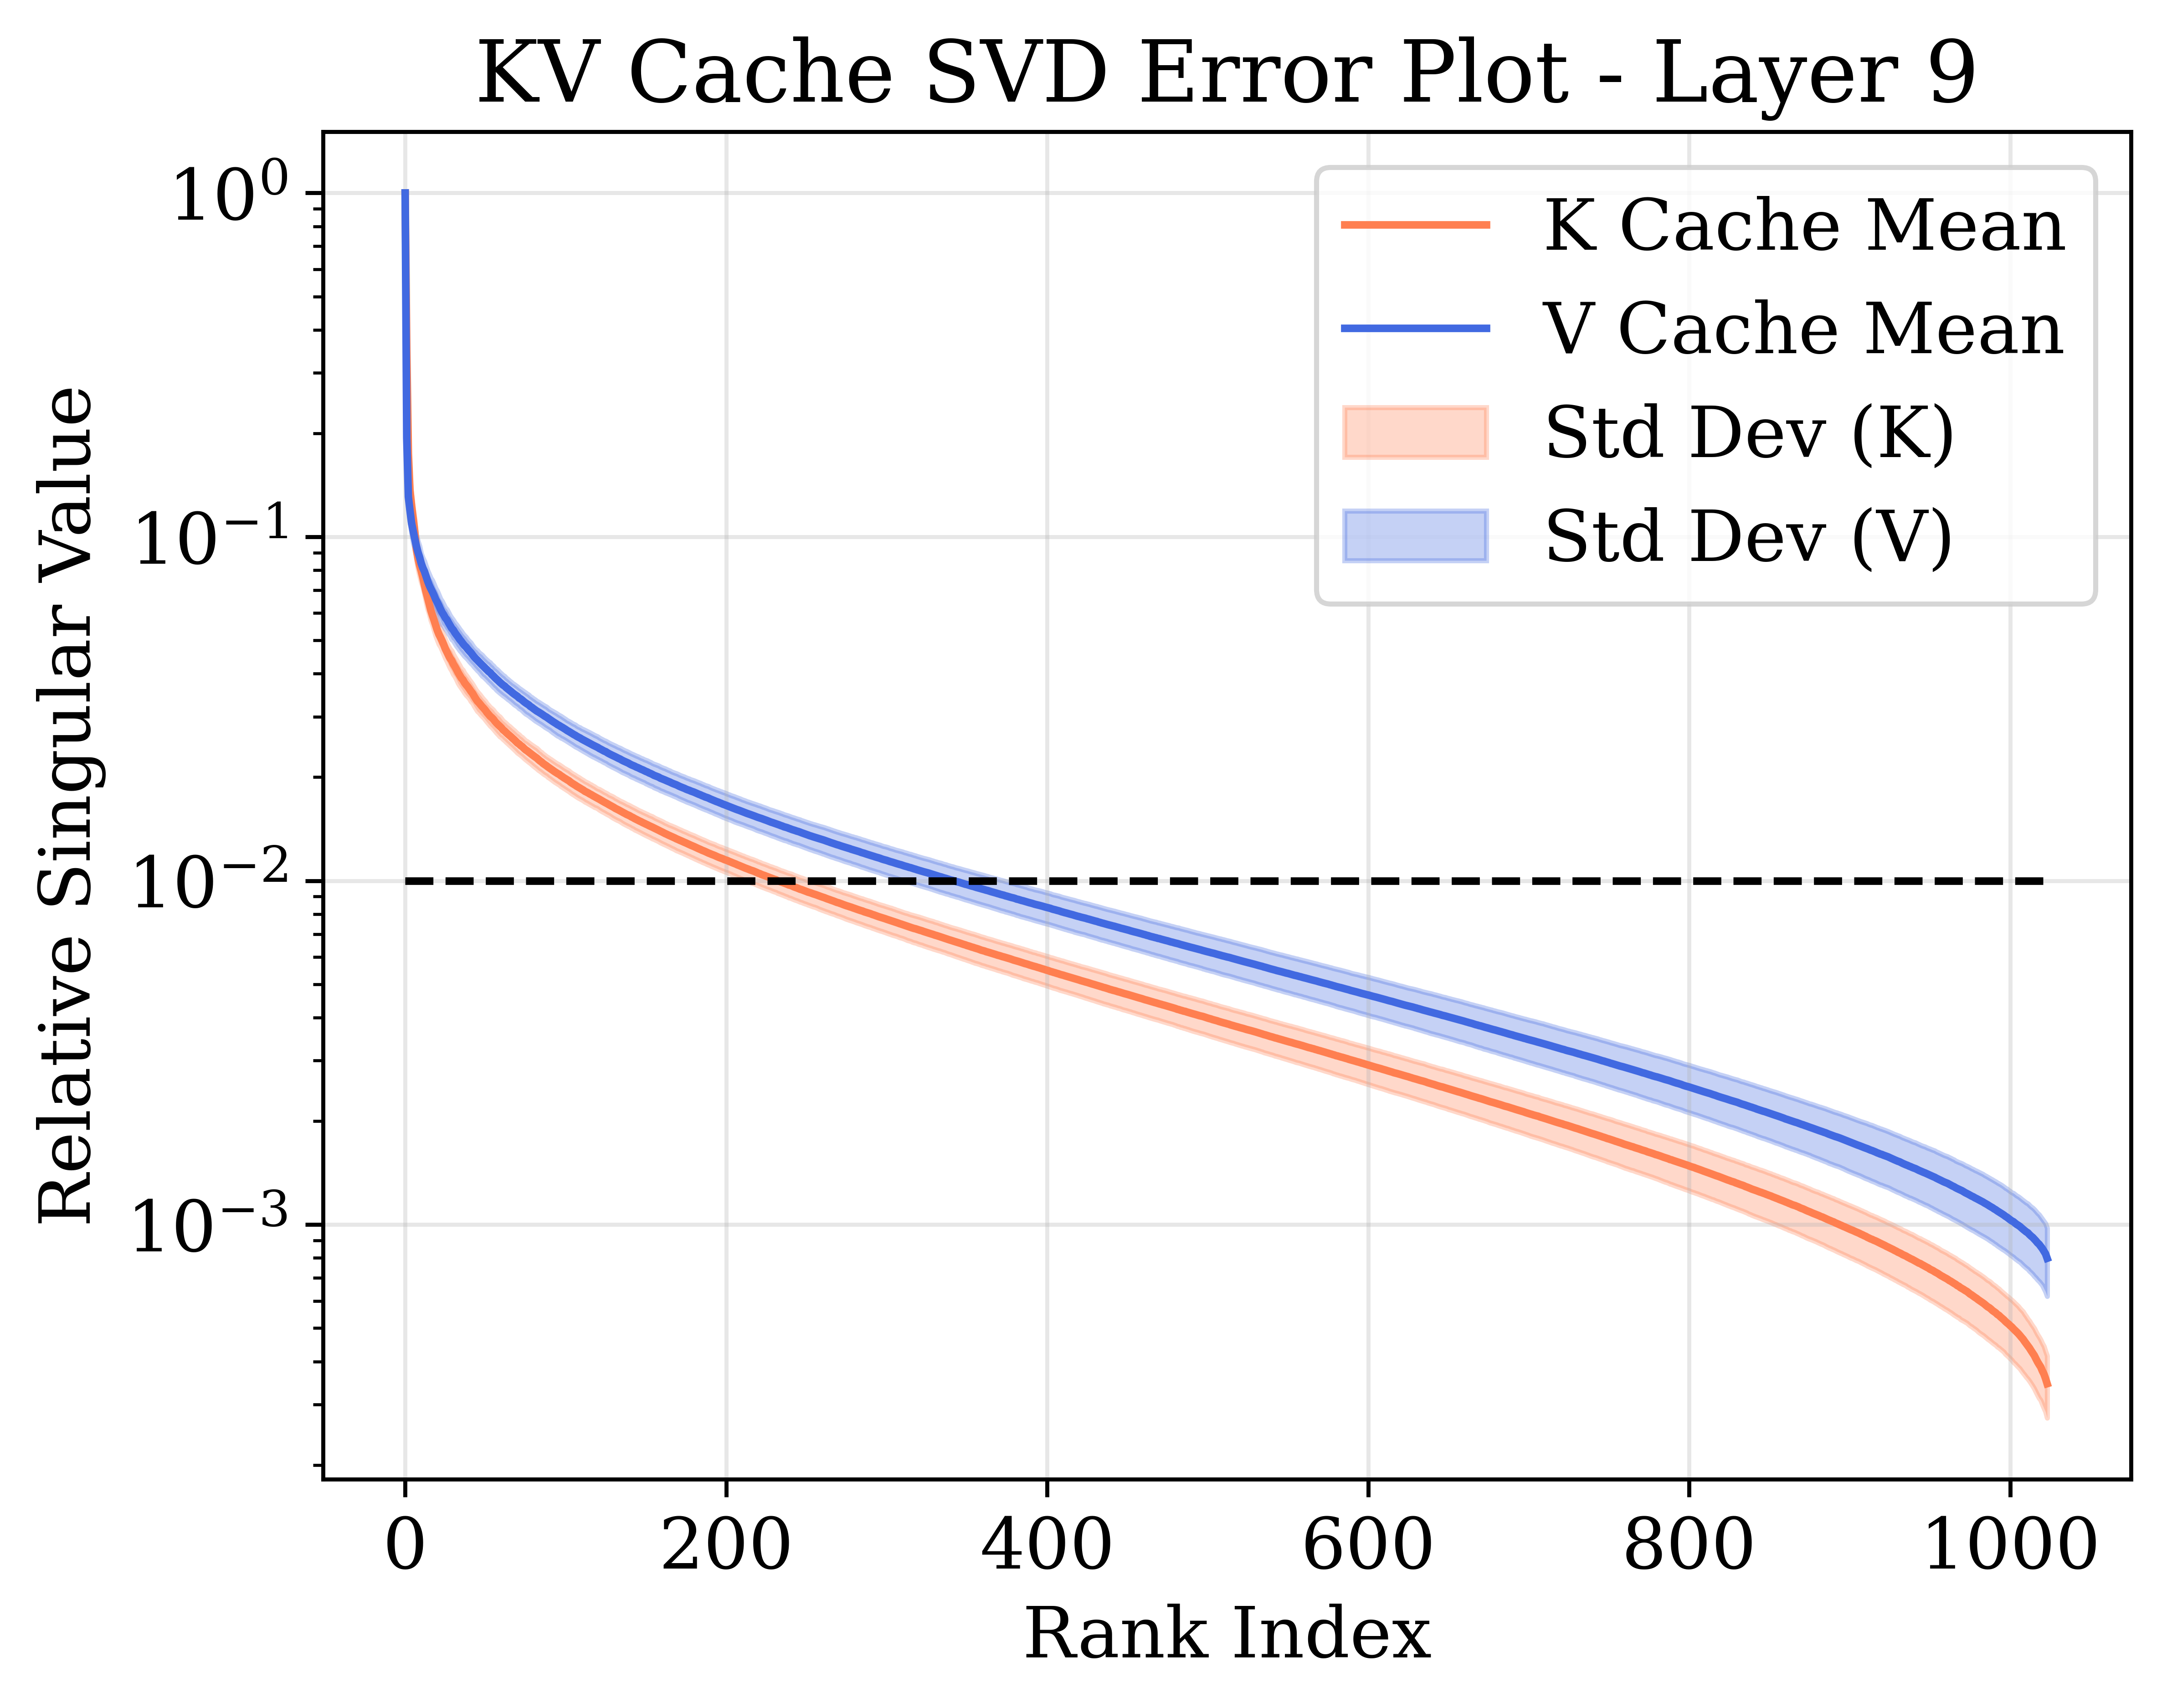 KV Cache SVD Error Plot - Layer 9
Relative Singular Value
10⁰
10⁻¹
10⁻²
10⁻³
K Cache Mean
V Cache Mean
Std Dev (K)
Std Dev (V)
0 200 400 600 800 1000
Rank Index